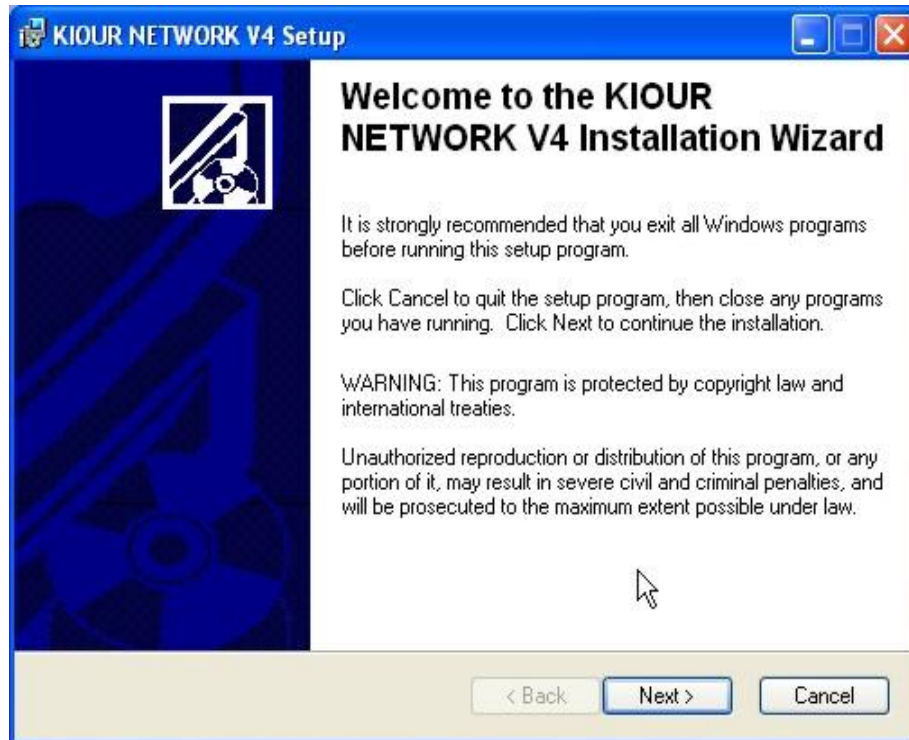 KIOUR NETWORK V4 Setup
Welcome to the KIOUR
NETWORK V4 Installation Wizard
It is strongly recommended that you exit all Windows programs
before running this setup program.
Click Cancel to quit the setup program, then close any programs
you have running.  Click Next to continue the installation.
WARNING: This program is protected by copyright law and
international treaties.
Unauthorized reproduction or distribution of this program, or any
portion of it, may result in severe civil and criminal penalties, and
will be prosecuted to the maximum extent possible under law.
< Back Next > Cancel